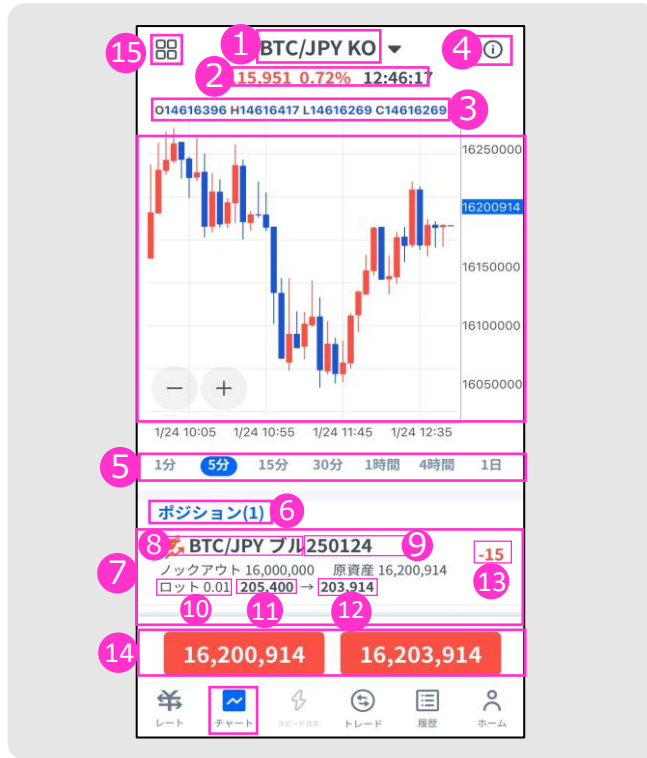 15 1 BTC/JPY KO 4
2 115,951 0.72% 12:46:17
O14616396 H14616417 L14616269 C14616269 3
16250000
16200914
16150000
16100000
16050000
− +
1/24 10:05 1/24 10:55 1/24 11:45 1/24 12:35
5 1分 5分 15分 30分 1時間 4時間 1日
ポジション(1) 6
8 BTC/JPY ブル 250124 9 -15
7 ノックアウト 16,000,000 原資産 16,200,914
ロット 0.01 205,400 → 203,914 13
10 11 12
14 16,200,914 16,203,914
レート チャート スピード注文 トレード 履歴 ホーム